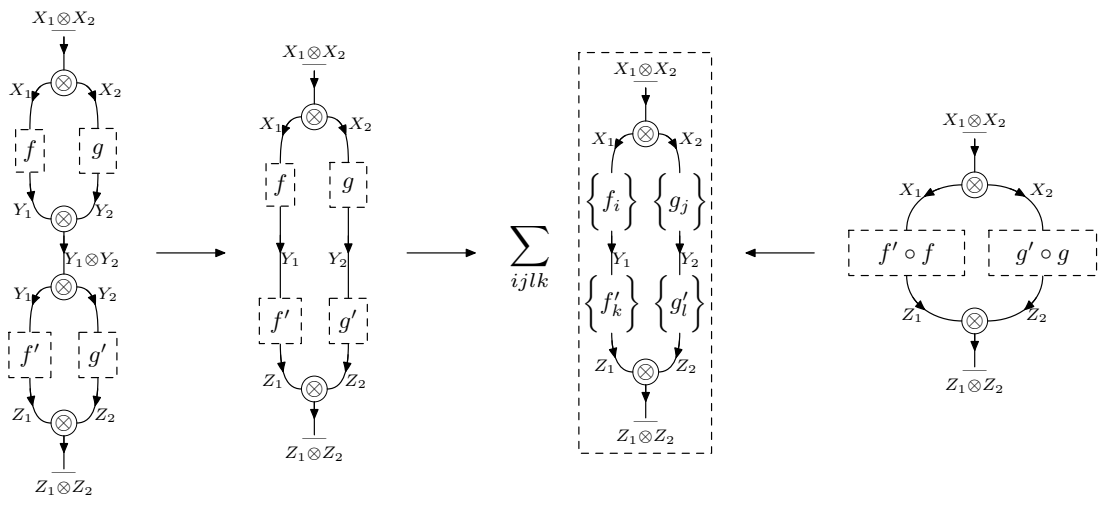 X₁⊗X₂
⊗
X₁ X₂
f g
Y₁ Y₂
⊗
Y₁⊗Y₂
⊗
Y₁ Y₂
f′ g′
Z₁ Z₂
⊗
Z₁⊗Z₂
X₁⊗X₂
⊗
X₁ X₂
f g
Y₁ Y₂
f′ g′
Z₁ Z₂
⊗
Z₁⊗Z₂
∑
ijlk
X₁⊗X₂
⊗
X₁ X₂
{fᵢ} {gⱼ}
Y₁ Y₂
{f′ₖ} {g′ₗ}
Z₁ Z₂
⊗
Z₁⊗Z₂
X₁⊗X₂
⊗
X₁ X₂
f′ ∘ f g′ ∘ g
Z₁ Z₂
⊗
Z₁⊗Z₂